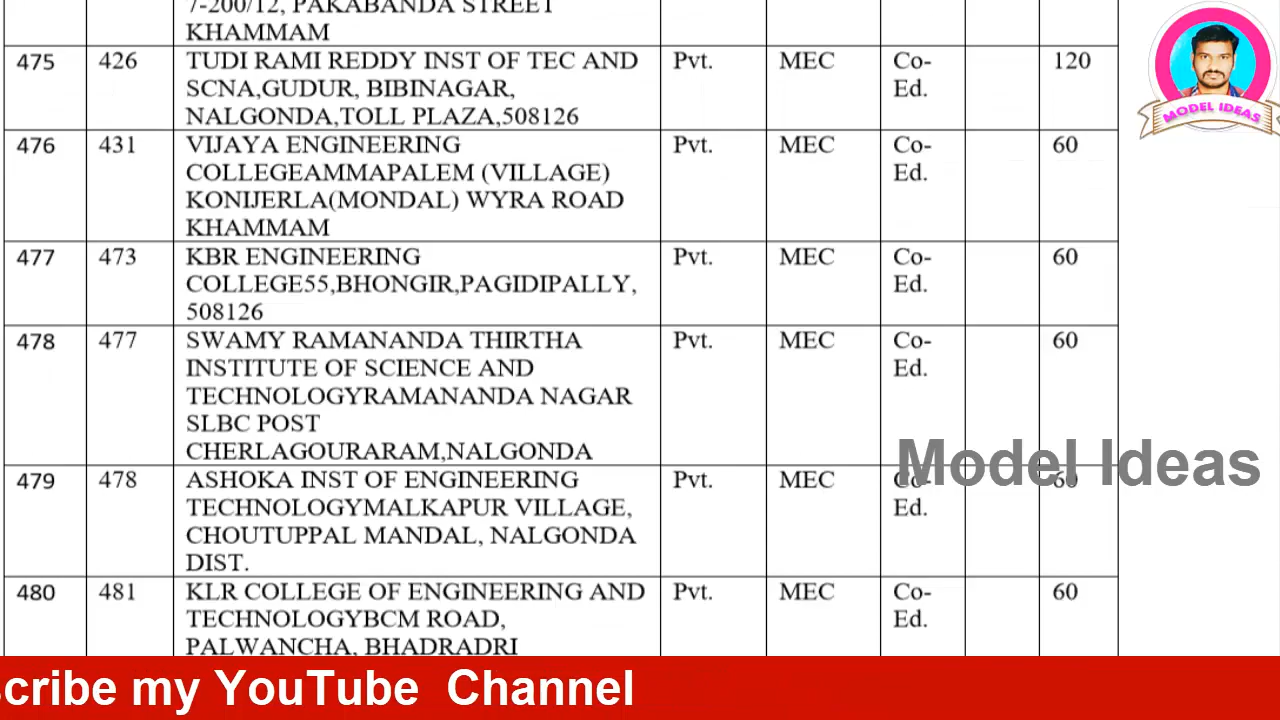 7-200/12, PAKABANDA STREET
KHAMMAM
475 426 TUDI RAMI REDDY INST OF TEC AND Pvt. MEC Co- 120
SCNA,GUDUR, BIBINAGAR, Ed.
NALGONDA,TOLL PLAZA,508126
476 431 VIJAYA ENGINEERING Pvt. MEC Co- 60
COLLEGEAMMAPALEM (VILLAGE) Ed.
KONIJERLA(MONDAL) WYRA ROAD
KHAMMAM
477 473 KBR ENGINEERING Pvt. MEC Co- 60
COLLEGE55,BHONGIR,PAGIDIPALLY, Ed.
508126
478 477 SWAMY RAMANANDA THIRTHA Pvt. MEC Co- 60
INSTITUTE OF SCIENCE AND Ed.
TECHNOLOGYRAMANANDA NAGAR
SLBC POST
CHERLAGOURARAM,NALGONDA
479 478 ASHOKA INST OF ENGINEERING Pvt. MEC Co- 60
TECHNOLOGYMALKAPUR VILLAGE, Ed.
CHOUTUPPAL MANDAL, NALGONDA
DIST.
480 481 KLR COLLEGE OF ENGINEERING AND Pvt. MEC Co- 60
TECHNOLOGYBCM ROAD, Ed.
PALWANCHA, BHADRADRI
MODEL IDEAS
Model Ideas
scribe my YouTube Channel